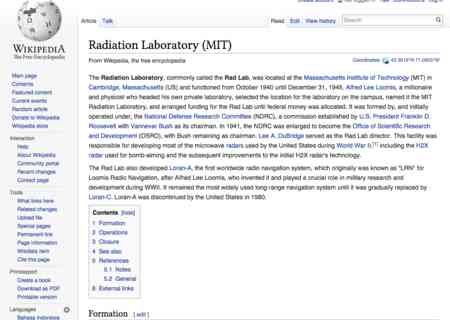 Create account
Article Talk
Read Edit View history
Search
WIKIPEDIA
The Free Encyclopedia
Radiation Laboratory (MIT)
From Wikipedia, the free encyclopedia
Coordinates:
The Radiation Laboratory, commonly called the Rad Lab, was located at the Massachusetts Institute of Technology (MIT) in
Cambridge, Massachusetts (US) and functioned from October 1940 until December 31, 1945. Alfred Lee Loomis, a millionaire
and physicist who headed his own private laboratory, selected the location for the laboratory on the campus, named it the MIT
Radiation Laboratory, and arranged funding for the Rad Lab until federal money was allocated. It was formed by, and initially
operated under, the National Defense Research Committee (NDRC), a commission established by U.S. President Franklin D.
Roosevelt with Vannevar Bush as its chairman. In 1941, the NDRC was enlarged to become the Office of Scientific Research
and Development (OSRD), with Bush remaining as chairman. Lee A. DuBridge served as the Rad Lab director. This facility was
responsible for developing most of the microwave radars used by the United States during World War II,[1] including the H2X
radar used for bomb-aiming and the subsequent improvements to the initial H2X radar's technology.
The Rad Lab also developed Loran-A, the first worldwide radio navigation system, which originally was known as "LRN" for
Loomis Radio Navigation, after Alfred Lee Loomis, who invented it and played a crucial role in military research and
development during WWII. It remained the most widely used long-range navigation system until it was gradually replaced by
Loran-C. Loran-A was discontinued by the United States in 1980.
Contents [hide]
1 Formation
2 Operations
3 Closure
4 See also
5 References
5.1 Notes
5.2 General
6 External links
Formation [edit]
Main page
Contents
Featured content
Current events
Random article
Donate to Wikipedia
Wikipedia store
Interaction
Help
About Wikipedia
Community portal
Recent changes
Contact page
Tools
What links here
Related changes
Upload file
Special pages
Permanent link
Page information
Wikidata item
Cite this page
Print/export
Create a book
Download as PDF
Printable version
Languages
Bahasa Indonesia